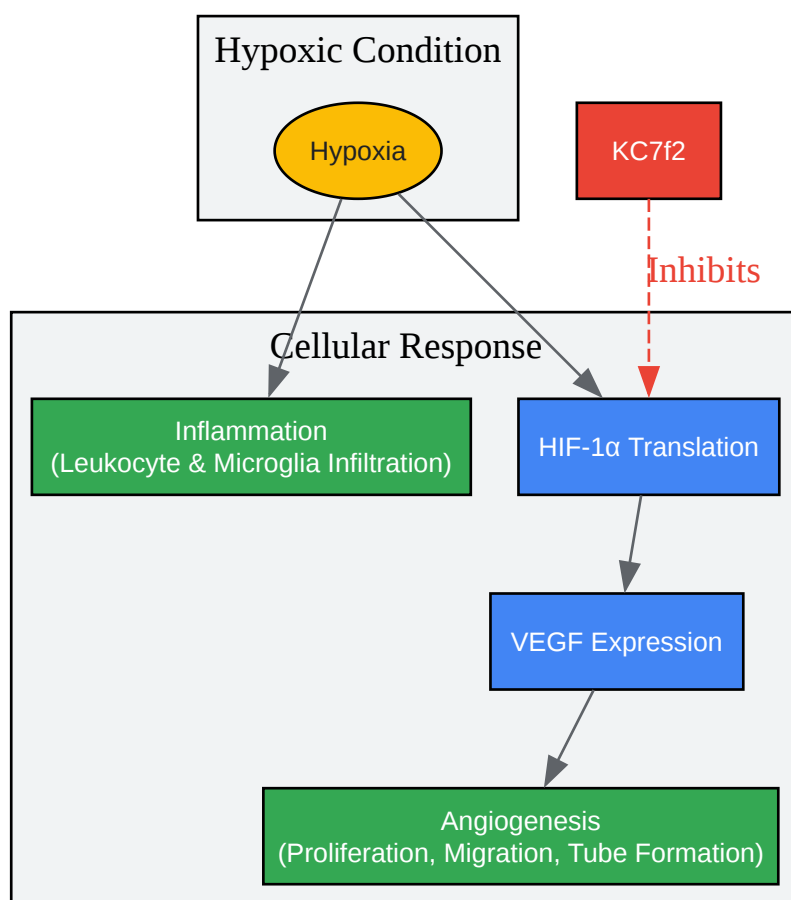 Hypoxic Condition
Hypoxia
KC7f2
Inhibits
Cellular Response
Inflammation
(Leukocyte & Microglia Infiltration)
HIF-1α Translation
VEGF Expression
Angiogenesis
(Proliferation, Migration, Tube Formation)